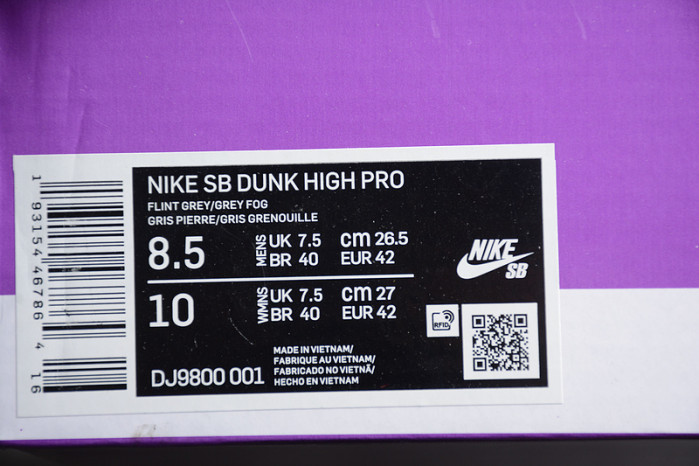 NIKE SB DUNK HIGH PRO
FLINT GREY/GREY FOG
GRIS PIERRE/GRIS GRENOUILLE
8.5 MENS UK 7.5 cm 26.5
BR 40 EUR 42
10 WMNS UK 7.5 cm 27
BR 40 EUR 42
NIKE
SB
RFID
DJ9800 001
MADE IN VIETNAM/
FABRIQUE AU VIETNAM/
FABRICADO NO VIETNÃ/
HECHO EN VIETNAM
1 93154 46786 4 16